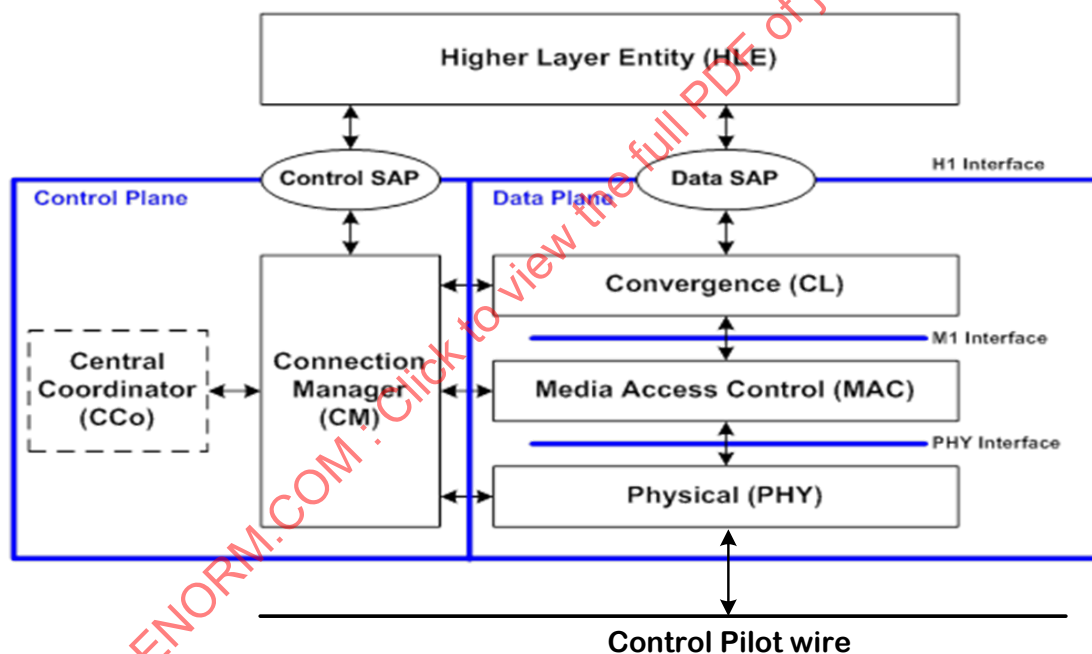 Higher Layer Entity (HLE)
Control SAP
Data SAP
H1 Interface
Control Plane
Data Plane
Convergence (CL)
M1 Interface
Central
Coordinator
(CCo)
Connection
Manager
(CM)
Media Access Control (MAC)
PHY Interface
Physical (PHY)
Control Pilot wire
ENORM.COM : Click to view the full PDF of